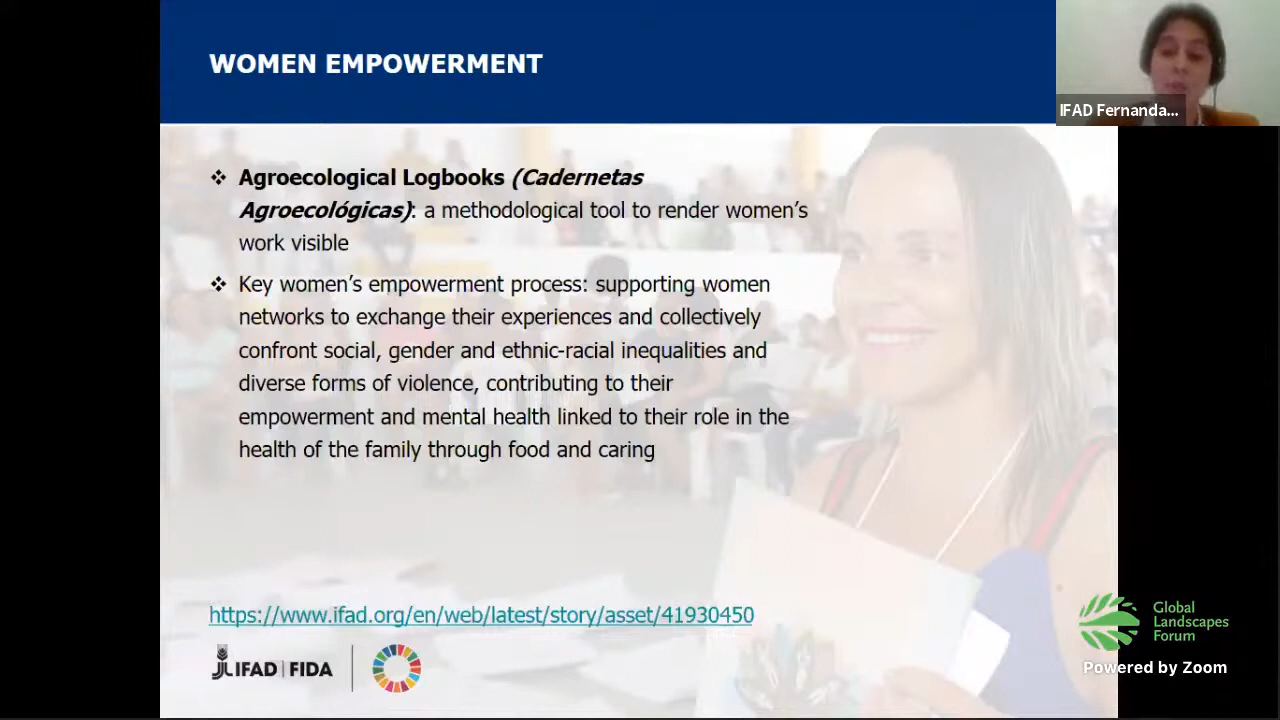 WOMEN EMPOWERMENT
IFAD Fernanda...
❖ Agroecological Logbooks (Cadernetas
Agroecológicas): a methodological tool to render women’s
work visible
❖ Key women’s empowerment process: supporting women
networks to exchange their experiences and collectively
confront social, gender and ethnic-racial inequalities and
diverse forms of violence, contributing to their
empowerment and mental health linked to their role in the
health of the family through food and caring
https://www.ifad.org/en/web/latest/story/asset/41930450
IFAD | FIDA
Global
Landscapes
Forum
Powered by Zoom